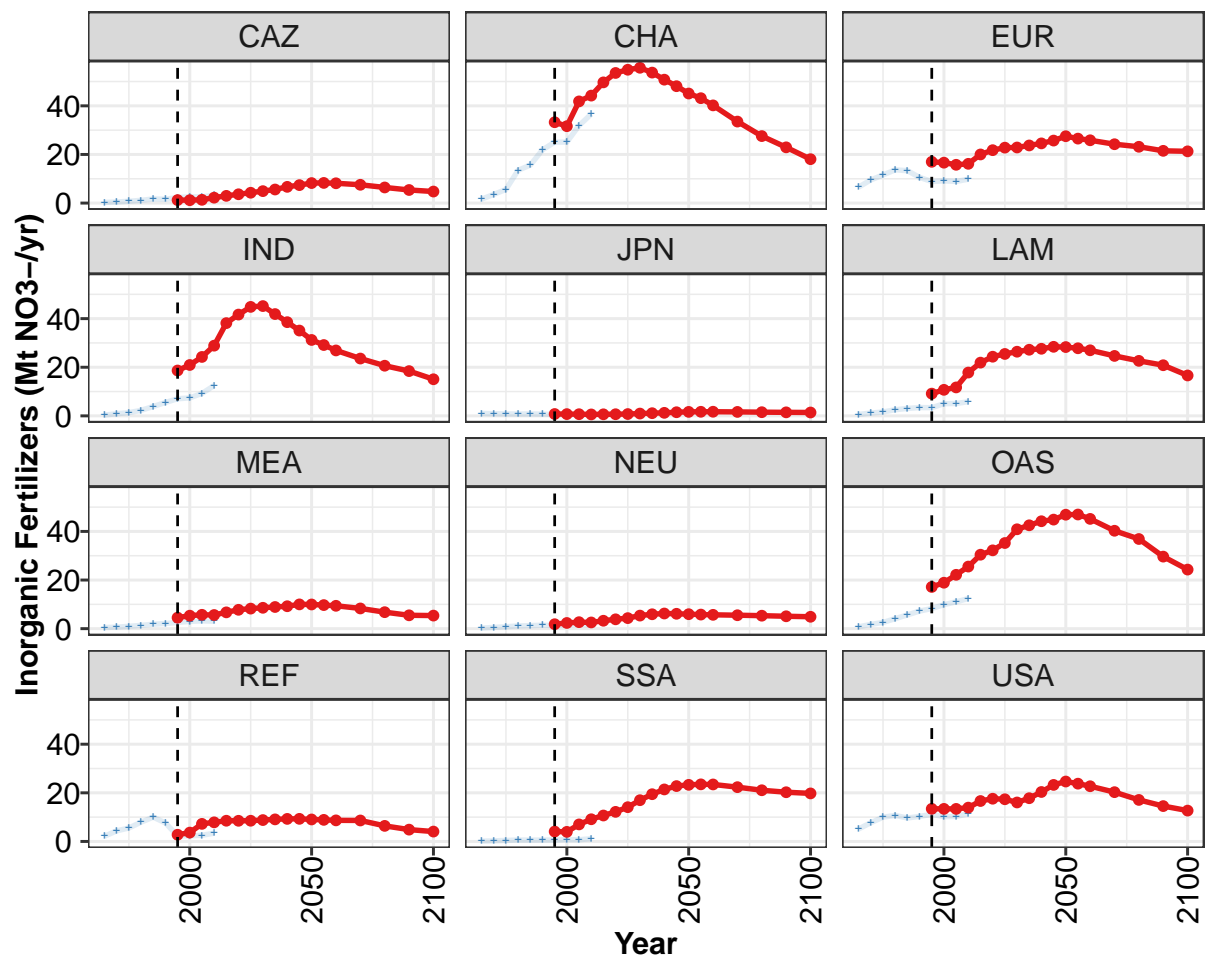 CAZ CHA EUR
40
20
0
IND JPN LAM
40
20
0
MEA NEU OAS
40
20
0
REF SSA USA
40
20
0
2000 2050 2100 2000 2050 2100 2000 2050 2100
Year
Inorganic Fertilizers (Mt NO3−/yr)